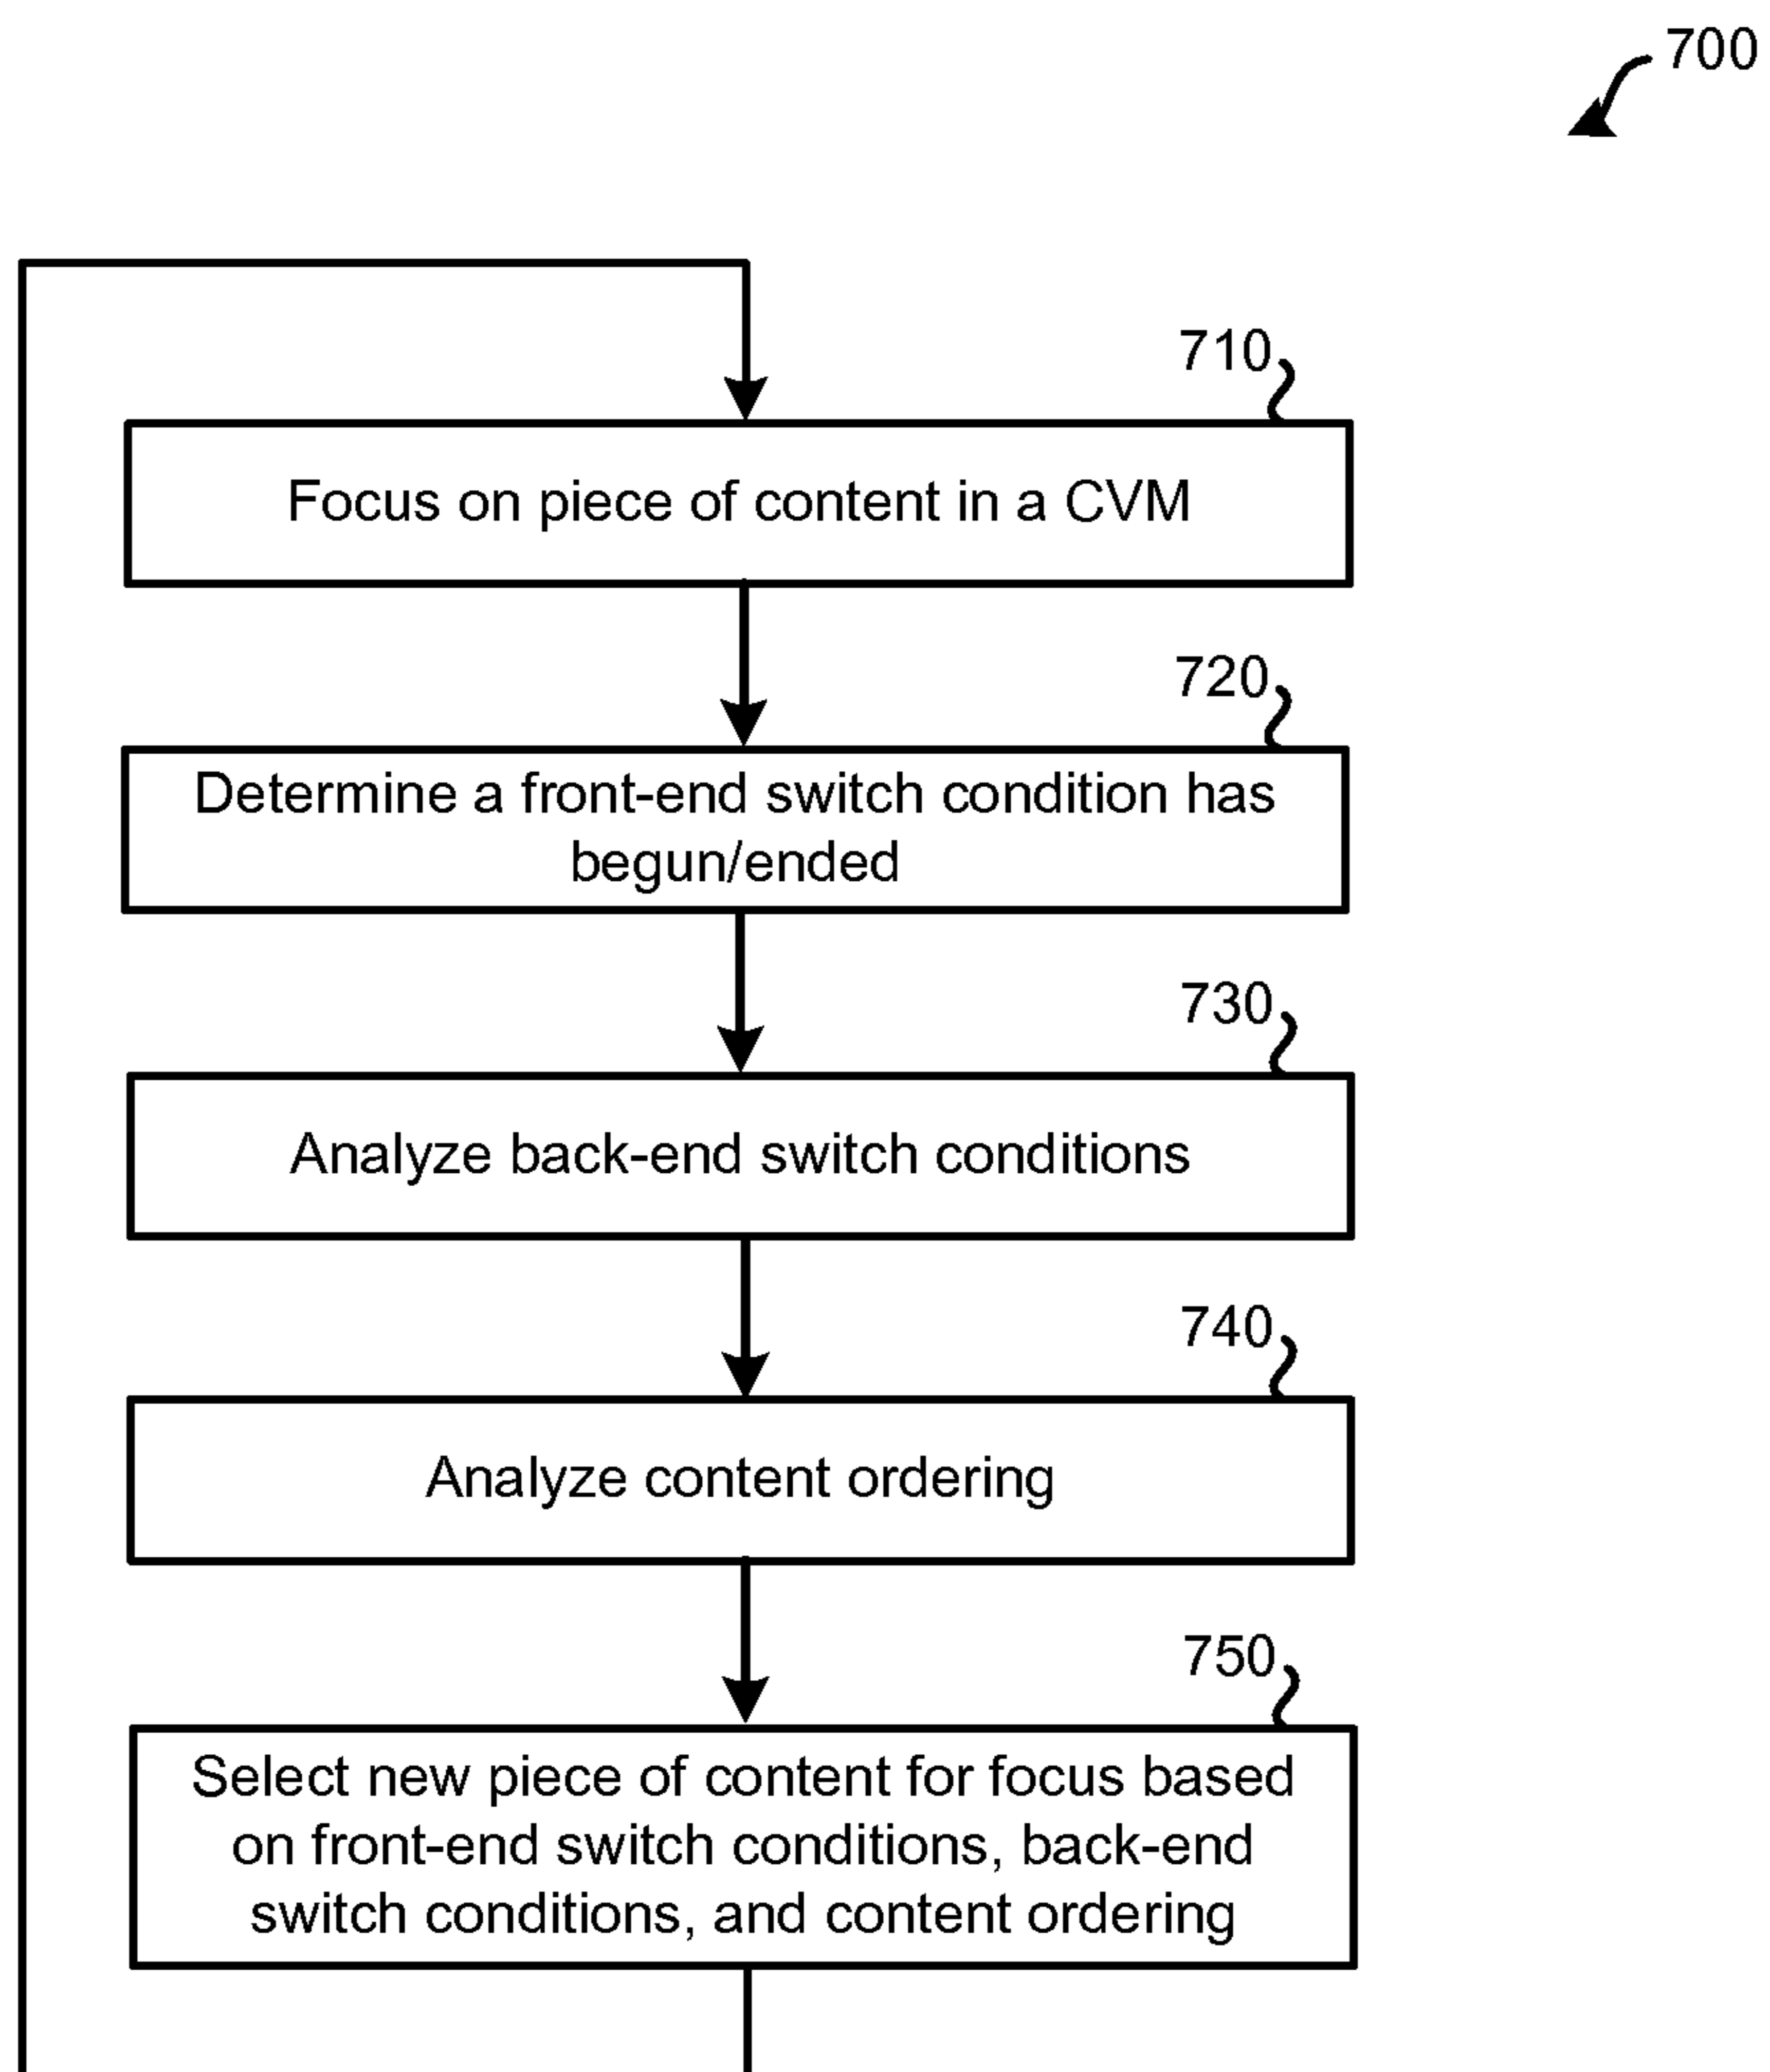 700
710
Focus on piece of content in a CVM
720
Determine a front-end switch condition has
begun/ended
730
Analyze back-end switch conditions
740
Analyze content ordering
750
Select new piece of content for focus based
on front-end switch conditions, back-end
switch conditions, and content ordering